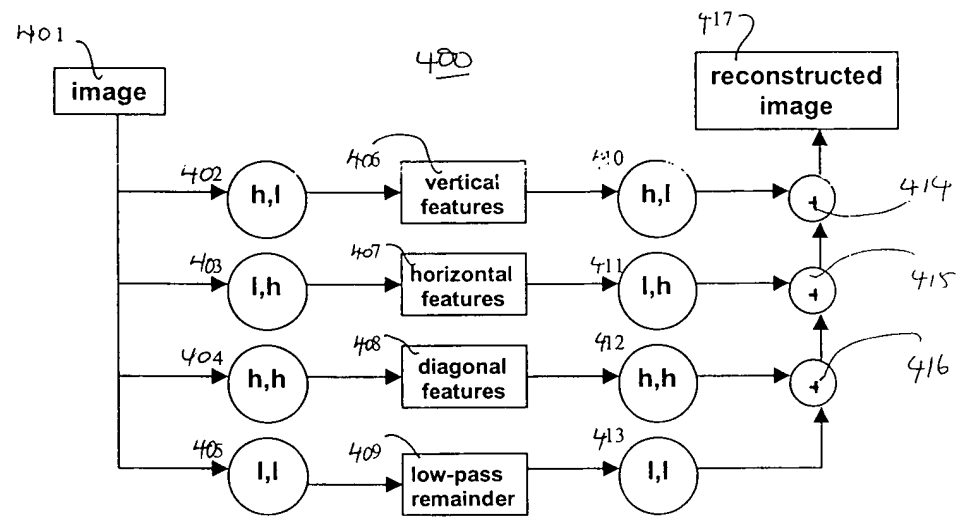 401
417
400
image
reconstructed
image
402
h,l
406
vertical
features
410
h,l
+
414
403
l,h
407
horizontal
features
411
l,h
+
415
404
h,h
408
diagonal
features
412
h,h
+
416
405
l,l
409
low-pass
remainder
413
l,l